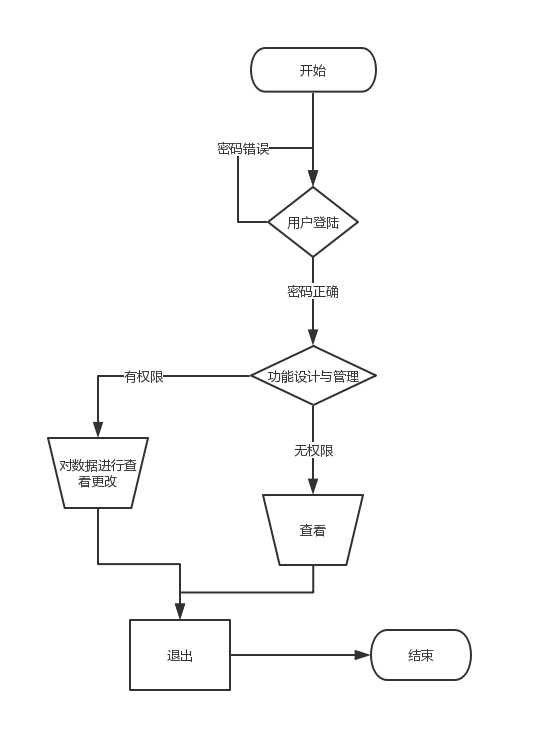 开始
密码错误
用户登陆
密码正确
有权限
功能设计与管理
无权限
对数据进行查
看更改
查看
退出
结束